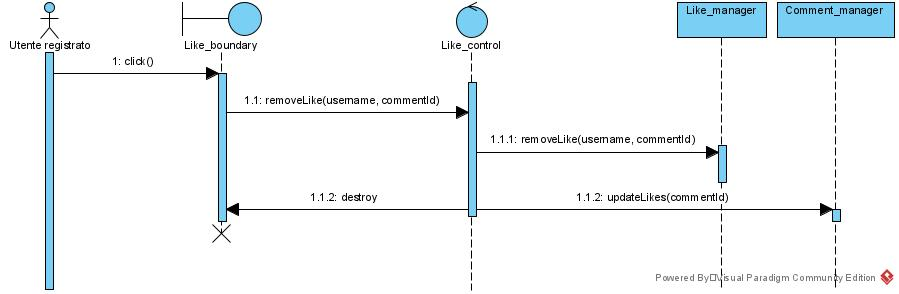 Like_manager
Comment_manager
Utente registrato
Like_boundary
Like_control
1: click()
1.1: removeLike(username, commentId)
1.1.1: removeLike(username, commentId)
1.1.2: destroy
1.1.2: updateLikes(commentId)
Powered By□Visual Paradigm Community Edition